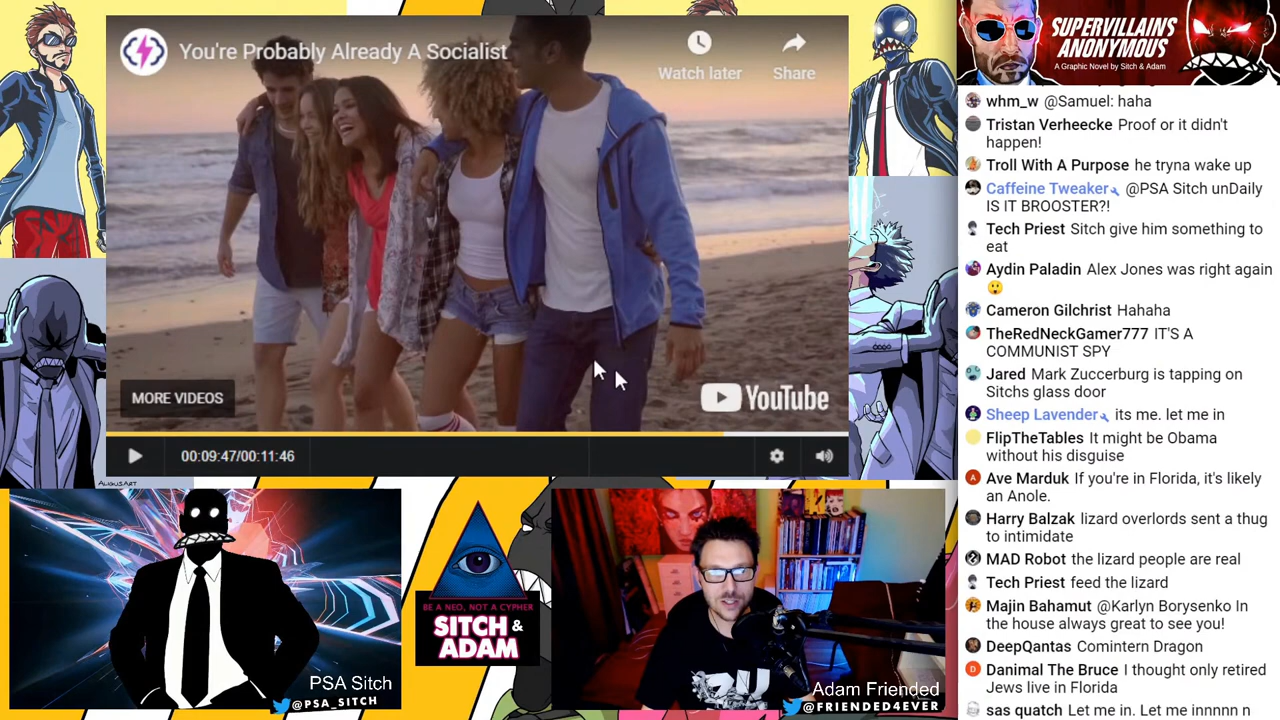 You're Probably Already A Socialist
Watch later
Share
MORE VIDEOS
YouTube
00:09:47/00:11:46
ALIGUSART
PSA Sitch
@PSA_SITCH
BE A NEO, NOT A CYPHER
SITCH &
ADAM
Adam Friended
@FRIENDED4EVER
SUPERVILLAINS
ANONYMOUS
A Graphic Novel by Sitch & Adam
whm_w @Samuel: haha
Tristan Verheecke Proof or it didn't
happen!
Troll With A Purpose he tryna wake up
Caffeine Tweaker @PSA Sitch unDaily
IS IT BROOSTER?!
Tech Priest Sitch give him something to
eat
Aydin Paladin Alex Jones was right again
😮
Cameron Gilchrist Hahaha
TheRedNeckGamer777 IT'S A
COMMUNIST SPY
Jared Mark Zuccerburg is tapping on
Sitchs glass door
Sheep Lavender its me. let me in
FlipTheTables It might be Obama
without his disguise
A Ave Marduk If you're in Florida, it's likely
an Anole.
Harry Balzak lizard overlords sent a thug
to intimidate
MAD Robot the lizard people are real
Tech Priest feed the lizard
Majin Bahamut @Karlyn Borysenko In
the house always great to see you!
DeepQantas Comintern Dragon
D Danimal The Bruce I thought only retired
Jews live in Florida
sas quatch Let me in. Let me innnnn n